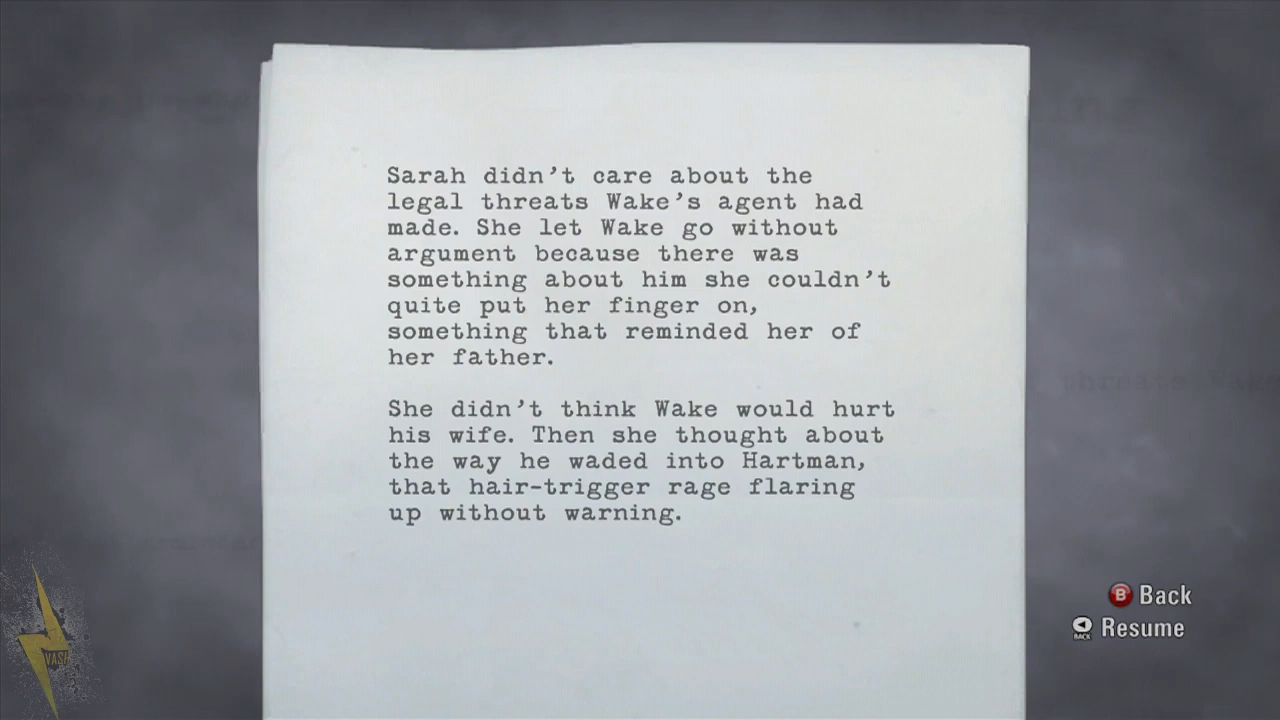 Sarah didn’t care about the
legal threats Wake’s agent had
made. She let Wake go without
argument because there was
something about him she couldn’t
quite put her finger on,
something that reminded her of
her father.
She didn’t think Wake would hurt
his wife. Then she thought about
the way he waded into Hartman,
that hair-trigger rage flaring
up without warning.
B Back
BACK Resume
VASH